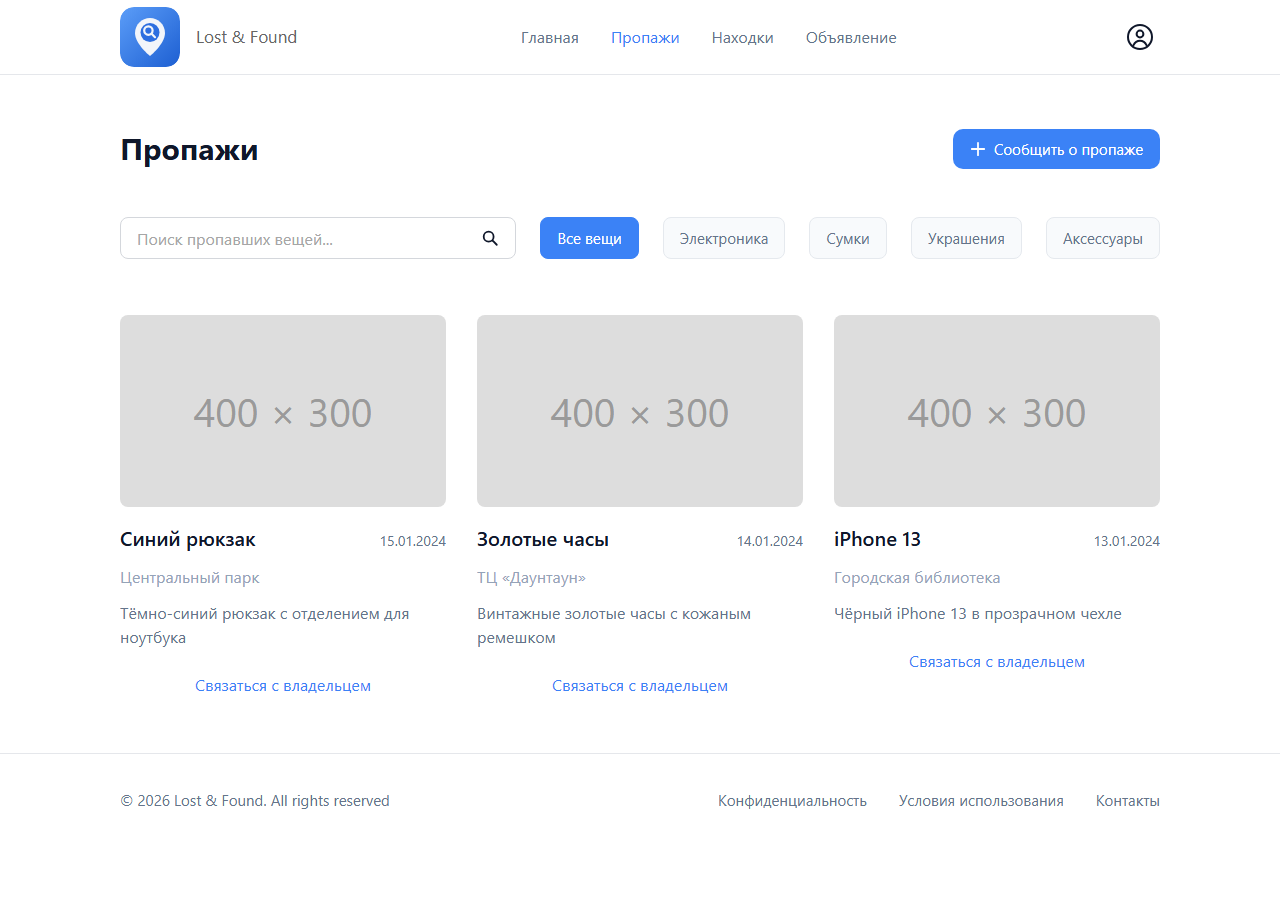 Lost & Found
Главная
Пропажи
Находки
Объявление
Пропажи
Сообщить о пропаже
Поиск пропавших вещей...
Все вещи
Электроника
Сумки
Украшения
Аксессуары
400 × 300
400 × 300
400 × 300
Синий рюкзак
15.01.2024
Центральный парк
Тёмно-синий рюкзак с отделением для
ноутбука
Связаться с владельцем
Золотые часы
14.01.2024
ТЦ «Даунтаун»
Винтажные золотые часы с кожаным
ремешком
Связаться с владельцем
iPhone 13
13.01.2024
Городская библиотека
Чёрный iPhone 13 в прозрачном чехле
Связаться с владельцем
© 2026 Lost & Found. All rights reserved
Конфиденциальность
Условия использования
Контакты